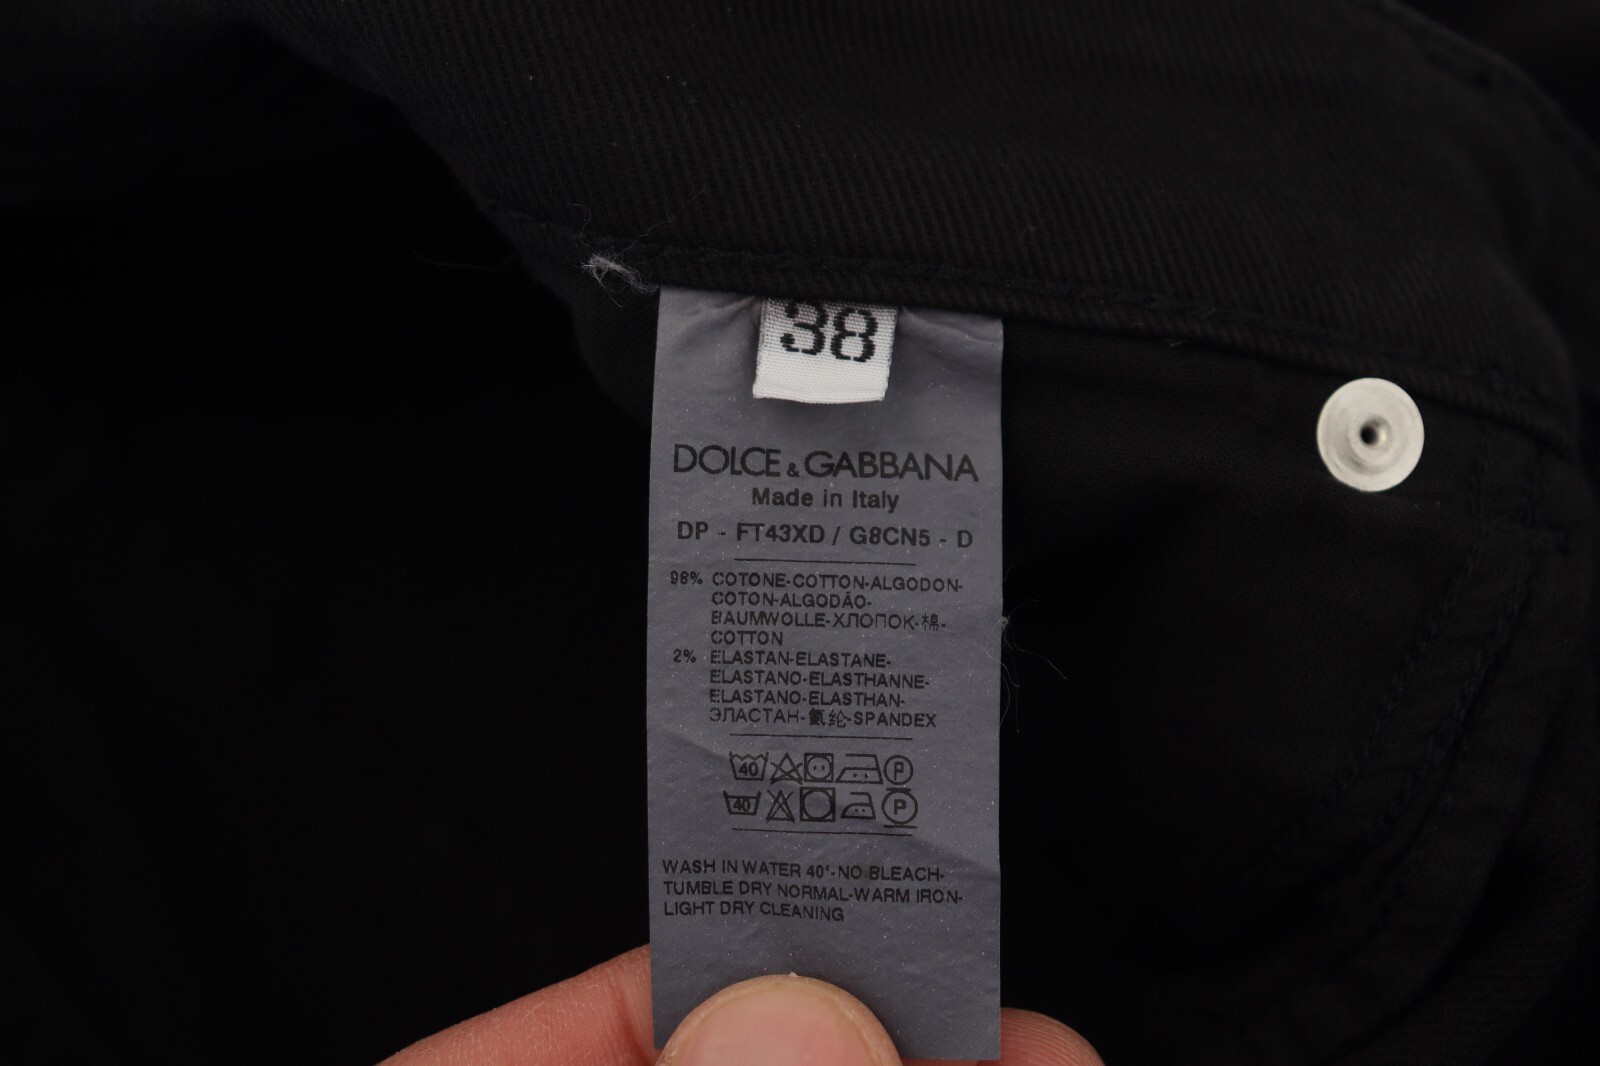 38
DOLCE & GABBANA
Made in Italy
DP - FT43XD / G8CN5 - D
98% COTONE-COTTON-ALGODON-
COTON-ALGODÃO-
BAUMWOLLE-ХЛОПОК-棉-
COTTON
2% ELASTAN-ELASTANE-
ELASTANO-ELASTHANNE-
ELASTANO-ELASTHAN-
ЭЛАСТАН-氨纶-SPANDEX
40 P
40 P
WASH IN WATER 40°-NO BLEACH-
TUMBLE DRY NORMAL-WARM IRON-
LIGHT DRY CLEANING